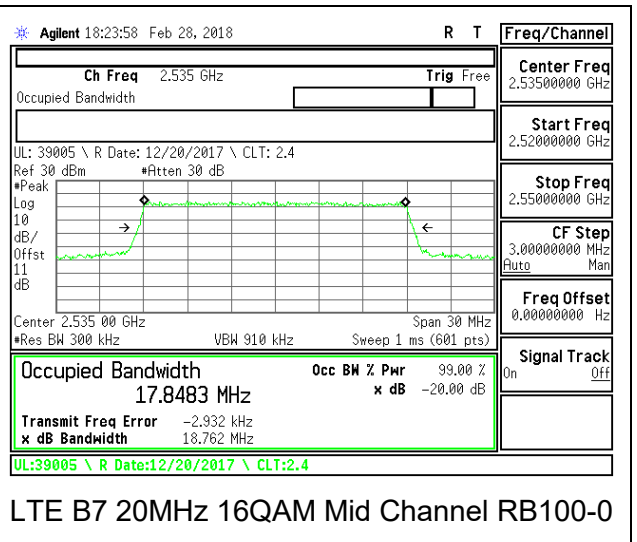 Agilent 18:23:58 Feb 28, 2018 R T
Freq/Channel
Ch Freq 2.535 GHz Trig Free
Occupied Bandwidth
Center Freq
2.53500000 GHz
Start Freq
2.52000000 GHz
UL: 39005 \ R Date: 12/20/2017 \ CLT: 2.4
Ref 30 dBm #Atten 30 dB
#Peak
Log
10
dB/
Offst
11
dB
Stop Freq
2.55000000 GHz
CF Step
3.00000000 MHz
Auto Man
Freq Offset
0.00000000 Hz
Center 2.535 00 GHz Span 30 MHz
#Res BW 300 kHz VBW 910 kHz Sweep 1 ms (601 pts)
Signal Track
On Off
Occupied Bandwidth Occ BW % Pwr 99.00 %
17.8483 MHz x dB -20.00 dB
Transmit Freq Error -2.932 kHz
x dB Bandwidth 18.762 MHz
UL:39005 \ R Date:12/20/2017 \ CLT:2.4
LTE B7 20MHz 16QAM Mid Channel RB100-0